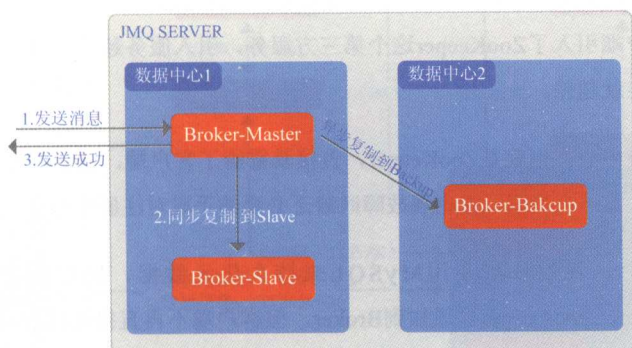 JMQ SERVER
数据中心1
数据中心2
1.发送消息
Broker-Master
3.发送成功
异步复制到Backup
2.同步复制到Slave
Broker-Bakcup
Broker-Slave